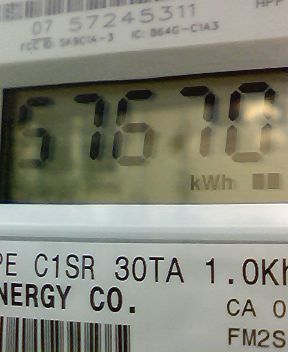 07 57245311
FCC ID: SK9C1A-3 IC: 864G-C1A3
57670
kWh
PE C1SR 30TA 1.0Kh
NERGY CO.
CA 0
FM2S